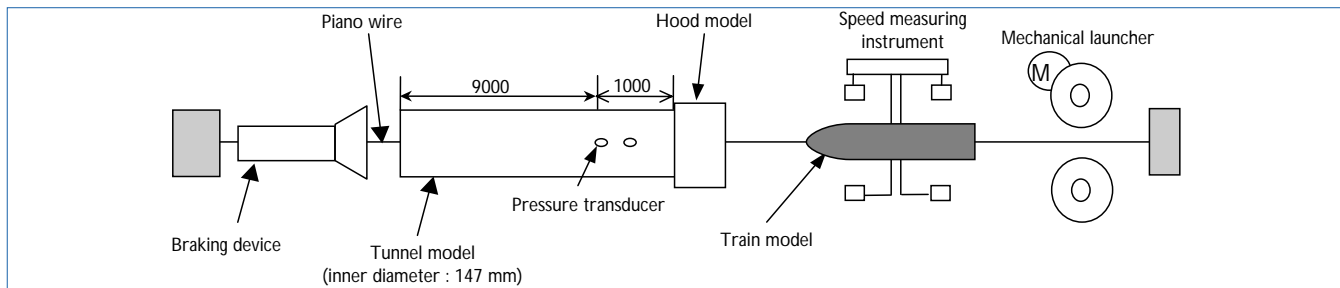 Piano wire
Hood model
Speed measuring
instrument
Mechanical launcher
M
9000
1000
Pressure transducer
Braking device
Tunnel model
(inner diameter : 147 mm)
Train model